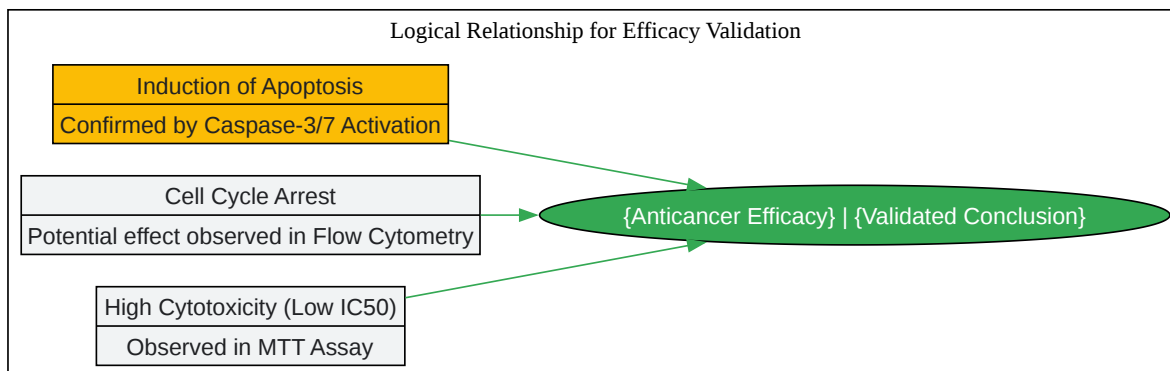 Logical Relationship for Efficacy Validation
Induction of Apoptosis
Confirmed by Caspase-3/7 Activation
Cell Cycle Arrest
Potential effect observed in Flow Cytometry
{Anticancer Efficacy} | {Validated Conclusion}
High Cytotoxicity (Low IC50)
Observed in MTT Assay